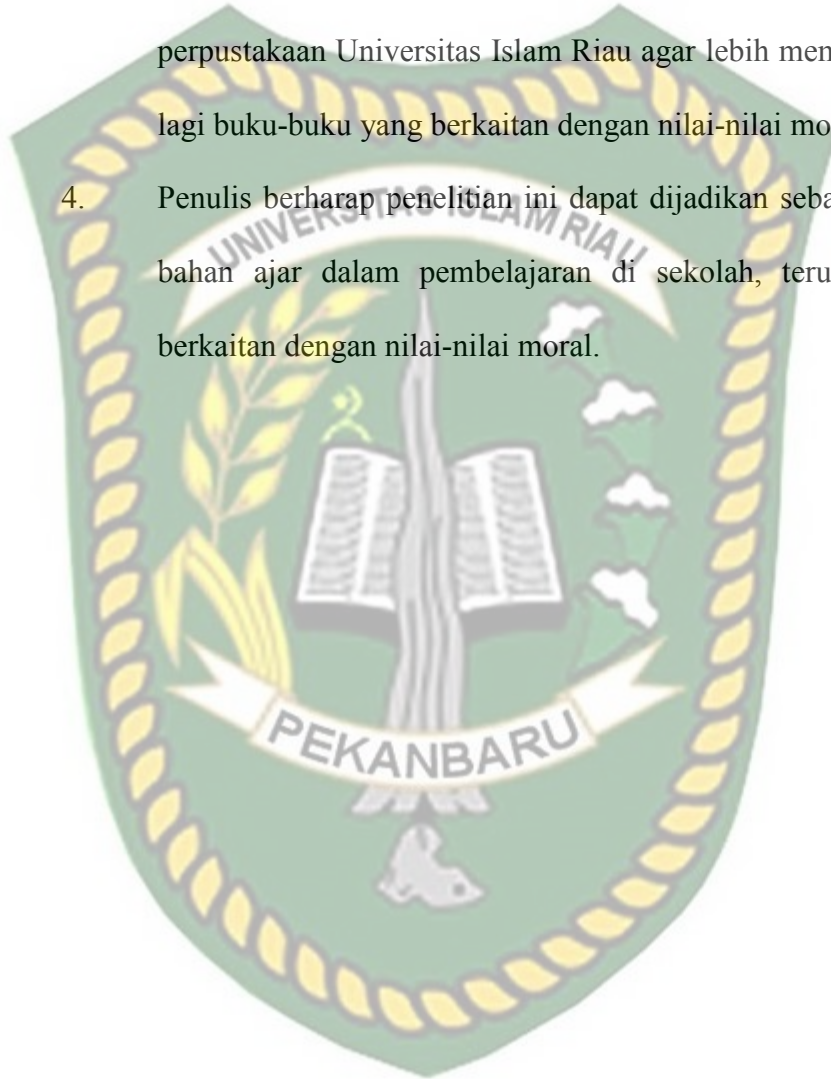 perpustakaan Universitas Islam Riau agar lebih men
lagi buku-buku yang berkaitan dengan nilai-nilai mo
4. Penulis berharap penelitian ini dapat dijadikan seba
bahan ajar dalam pembelajaran di sekolah, teru
berkaitan dengan nilai-nilai moral.
UNIVERSITAS ISLAM RIAU
PEKANBARU